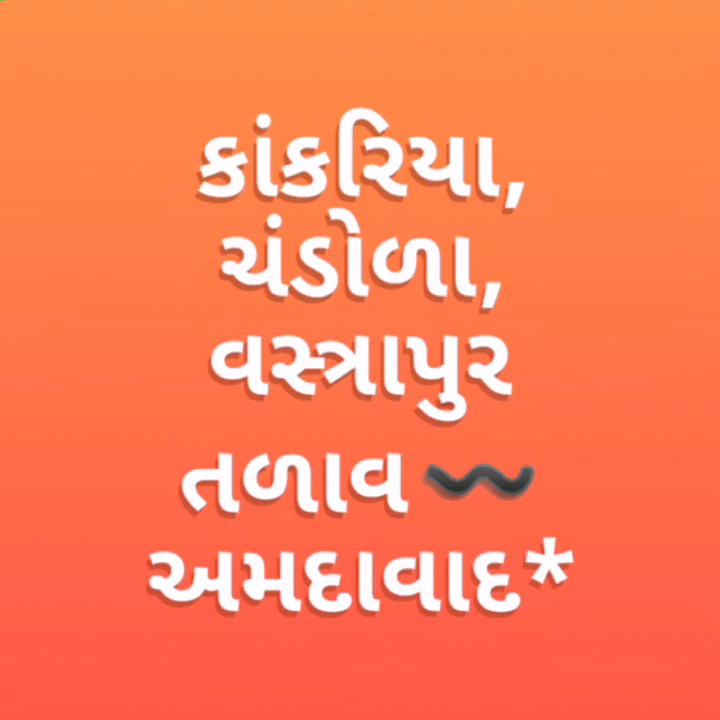 કાંકરિયા,
ચંડોળા,
વસ્ત્રાપુર
તળાવ 〰️
અમદાવાદ*